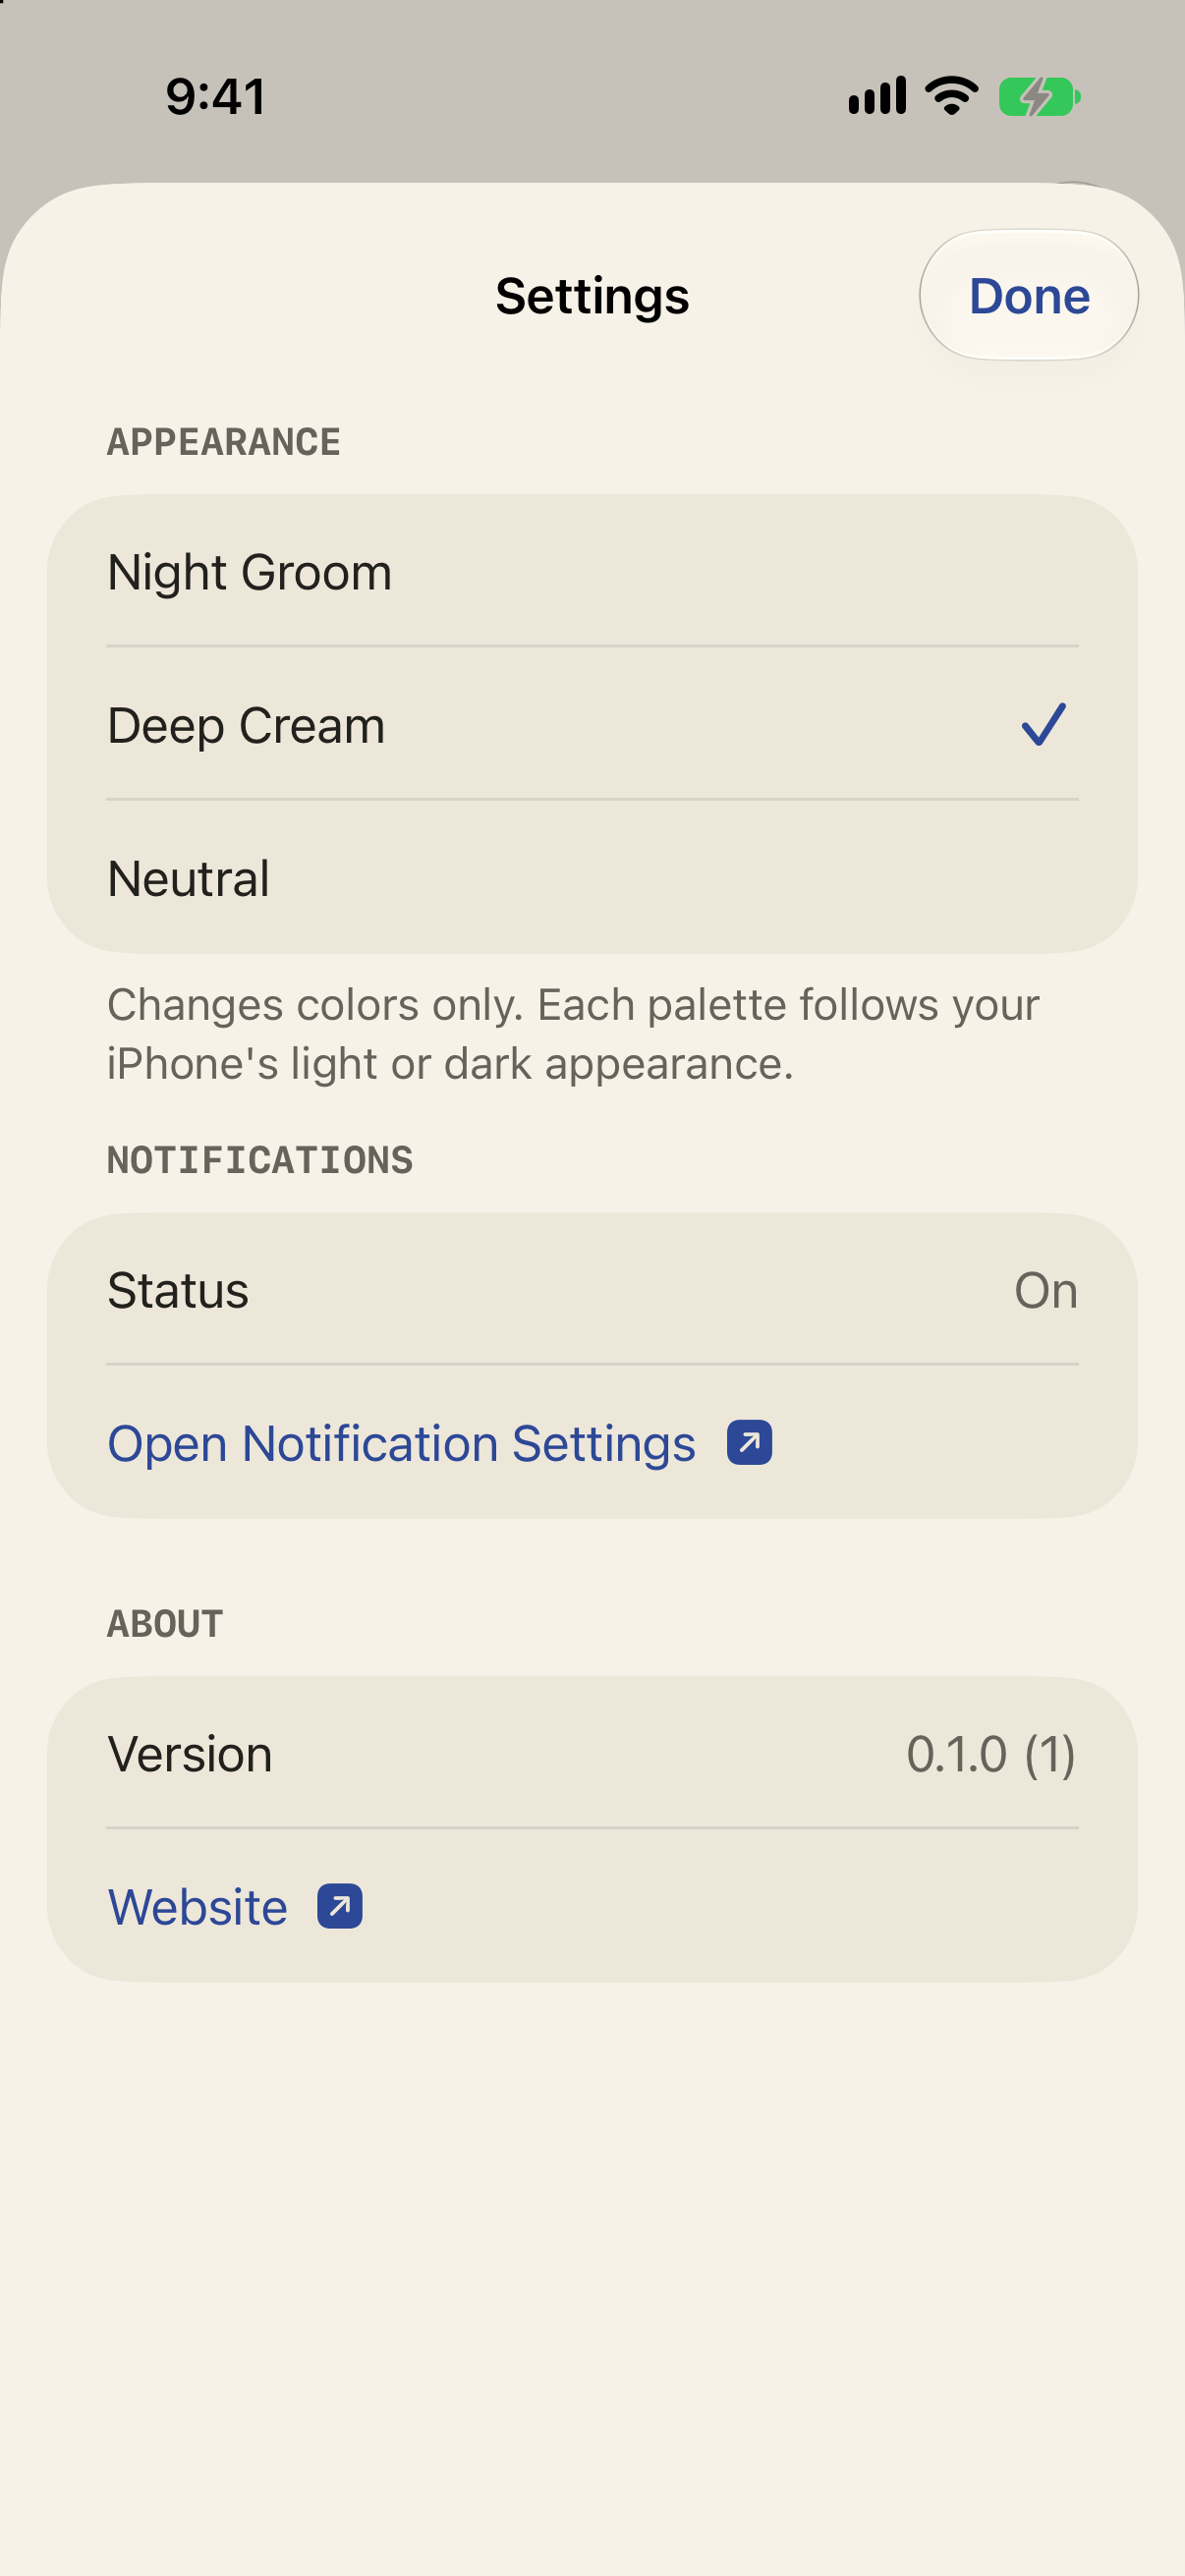 9:41
Settings
Done
APPEARANCE
Night Groom
Deep Cream
Neutral
Changes colors only. Each palette follows your
iPhone's light or dark appearance.
NOTIFICATIONS
Status On
Open Notification Settings
ABOUT
Version 0.1.0 (1)
Website